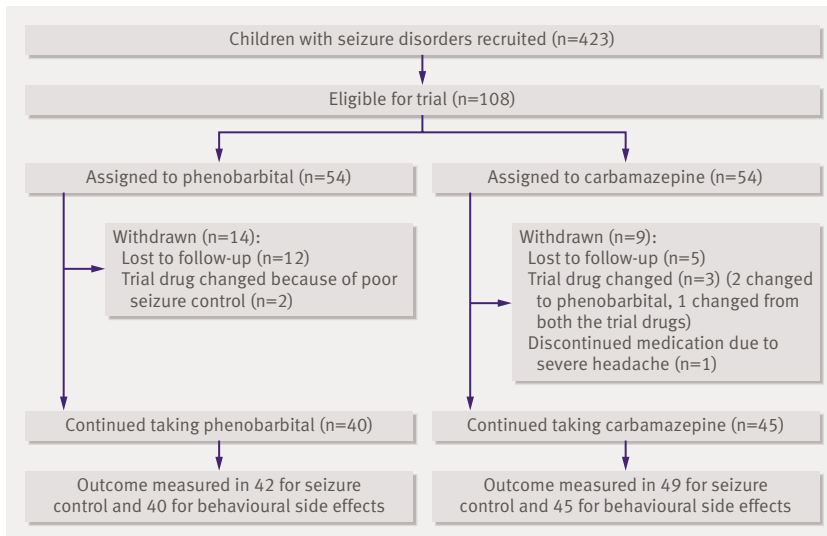 Children with seizure disorders recruited (n=423)
Eligible for trial (n=108)
Assigned to phenobarbital (n=54)
Assigned to carbamazepine (n=54)
Withdrawn (n=14):
Lost to follow-up (n=12)
Trial drug changed because of poor
seizure control (n=2)
Withdrawn (n=9):
Lost to follow-up (n=5)
Trial drug changed (n=3) (2 changed
to phenobarbital, 1 changed from
both the trial drugs)
Discontinued medication due to
severe headache (n=1)
Continued taking phenobarbital (n=40)
Continued taking carbamazepine (n=45)
Outcome measured in 42 for seizure
control and 40 for behavioural side effects
Outcome measured in 49 for seizure
control and 45 for behavioural side effects